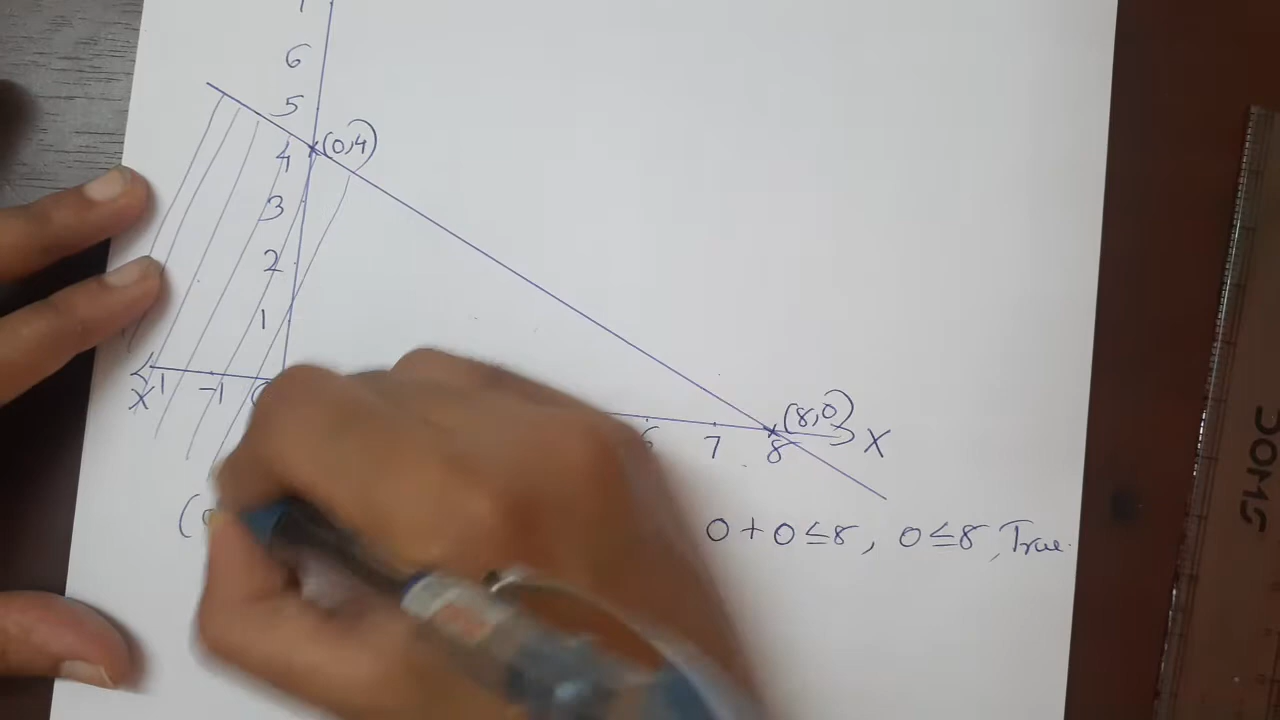 6
5
4 (0,4)
3
2
1
X 1 -1 6 7 8 (8,0) X
0 + 0 ≤ 8, 0 ≤ 8, True.
DOMS